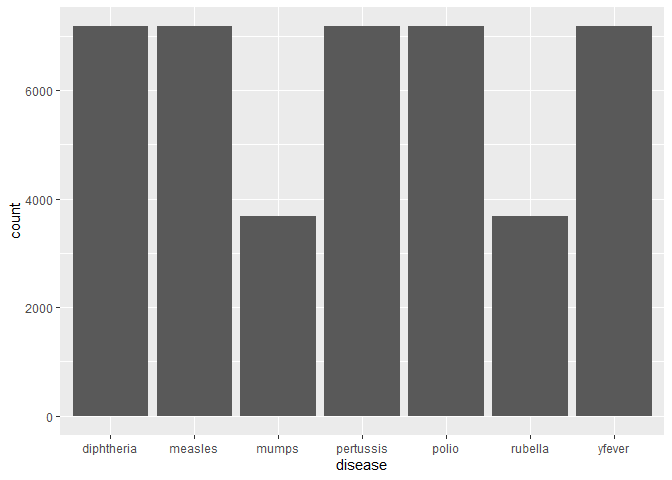 6000
4000
2000
0
count
diphtheria measles mumps pertussis polio rubella yfever
disease